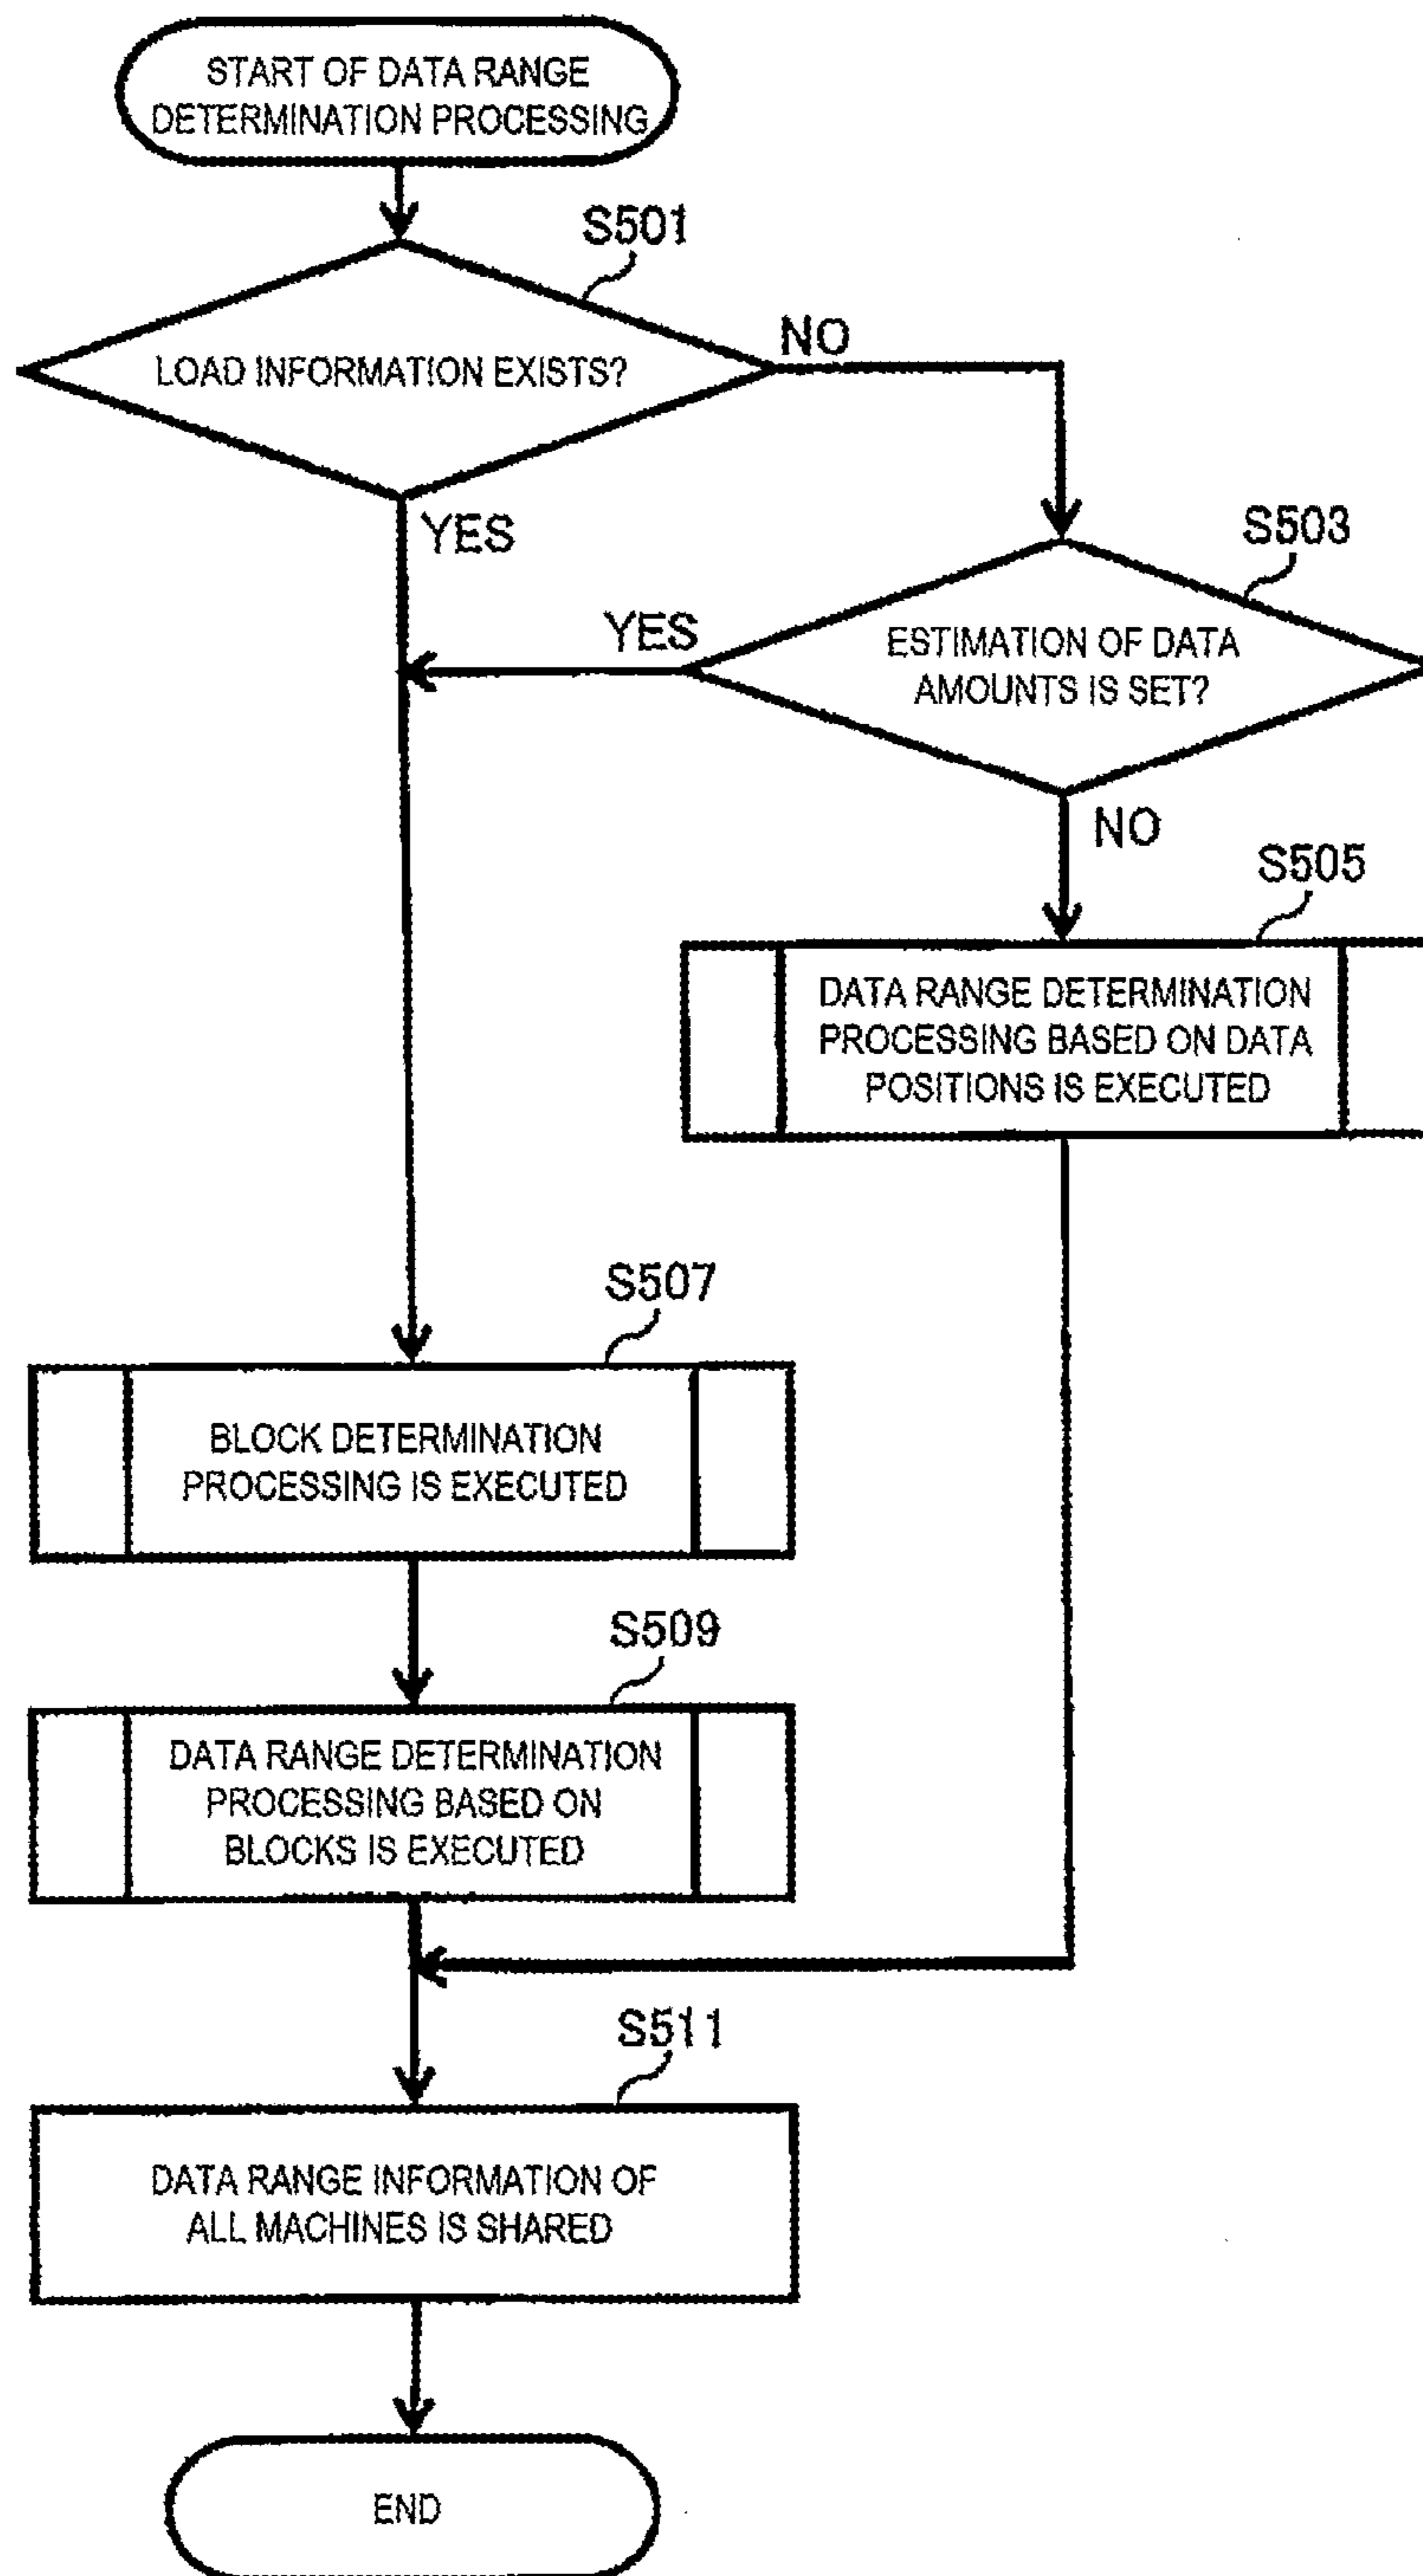 START OF DATA RANGE
DETERMINATION PROCESSING
S501
LOAD INFORMATION EXISTS?
NO
YES
S503
YES
ESTIMATION OF DATA
AMOUNTS IS SET?
NO
S505
DATA RANGE DETERMINATION
PROCESSING BASED ON DATA
POSITIONS IS EXECUTED
S507
BLOCK DETERMINATION
PROCESSING IS EXECUTED
S509
DATA RANGE DETERMINATION
PROCESSING BASED ON
BLOCKS IS EXECUTED
S511
DATA RANGE INFORMATION OF
ALL MACHINES IS SHARED
END